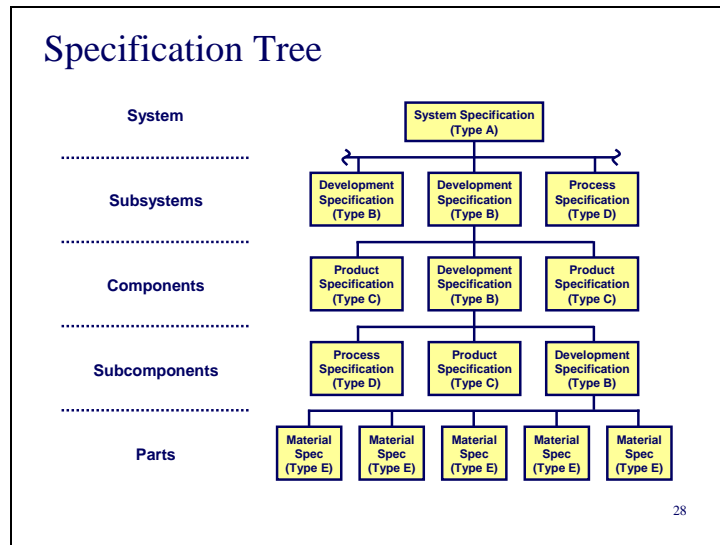 Specification Tree
System
System Specification
(Type A)
Subsystems
Development
Specification
(Type B)
Development
Specification
(Type B)
Process
Specification
(Type D)
Components
Product
Specification
(Type C)
Development
Specification
(Type B)
Product
Specification
(Type C)
Subcomponents
Process
Specification
(Type D)
Product
Specification
(Type C)
Development
Specification
(Type B)
Parts
Material
Spec
(Type E)
Material
Spec
(Type E)
Material
Spec
(Type E)
Material
Spec
(Type E)
Material
Spec
(Type E)
28